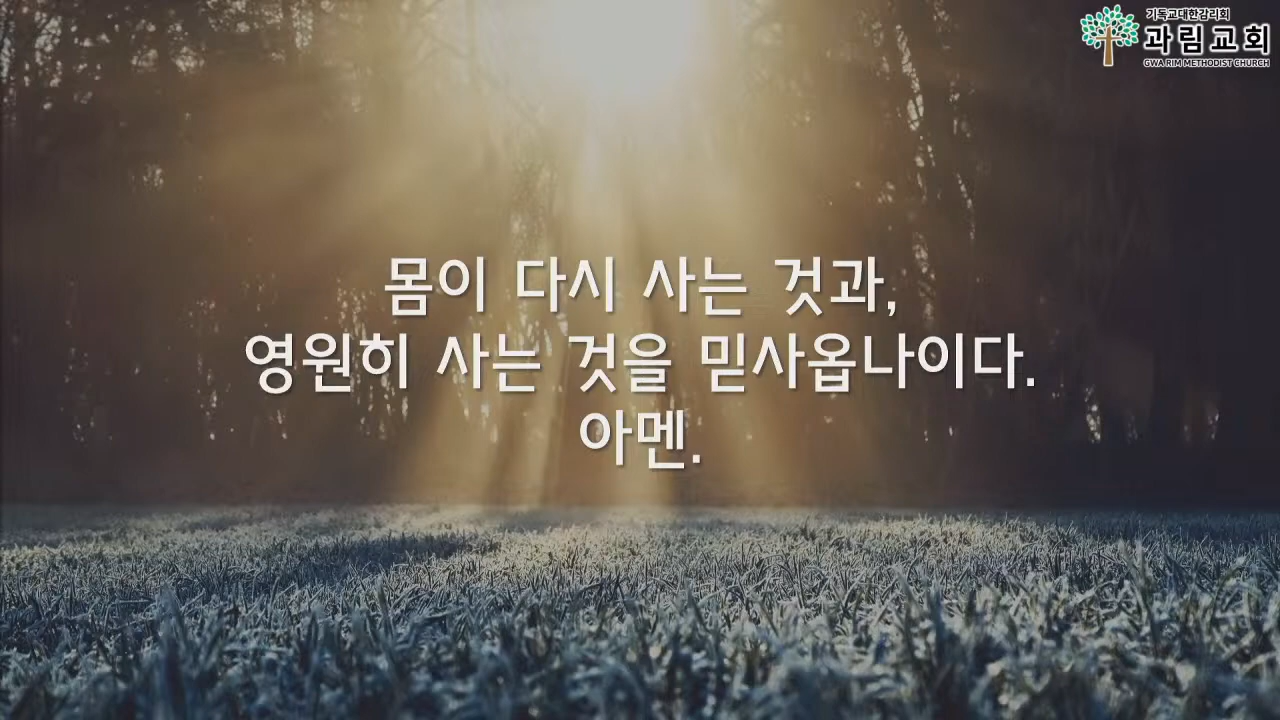 기독교대한감리회
과림교회
GWA RIM METHODIST CHURCH
몸이 다시 사는 것과,
영원히 사는 것을 믿사옵나이다.
아멘.